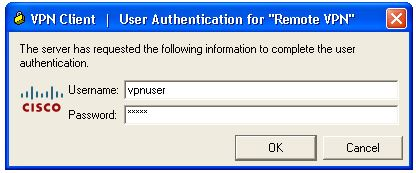 VPN Client | User Authentication for "Remote VPN"
The server has requested the following information to complete the user
authentication.
CISCO
Username: vpnuser
Password: *****
OK Cancel